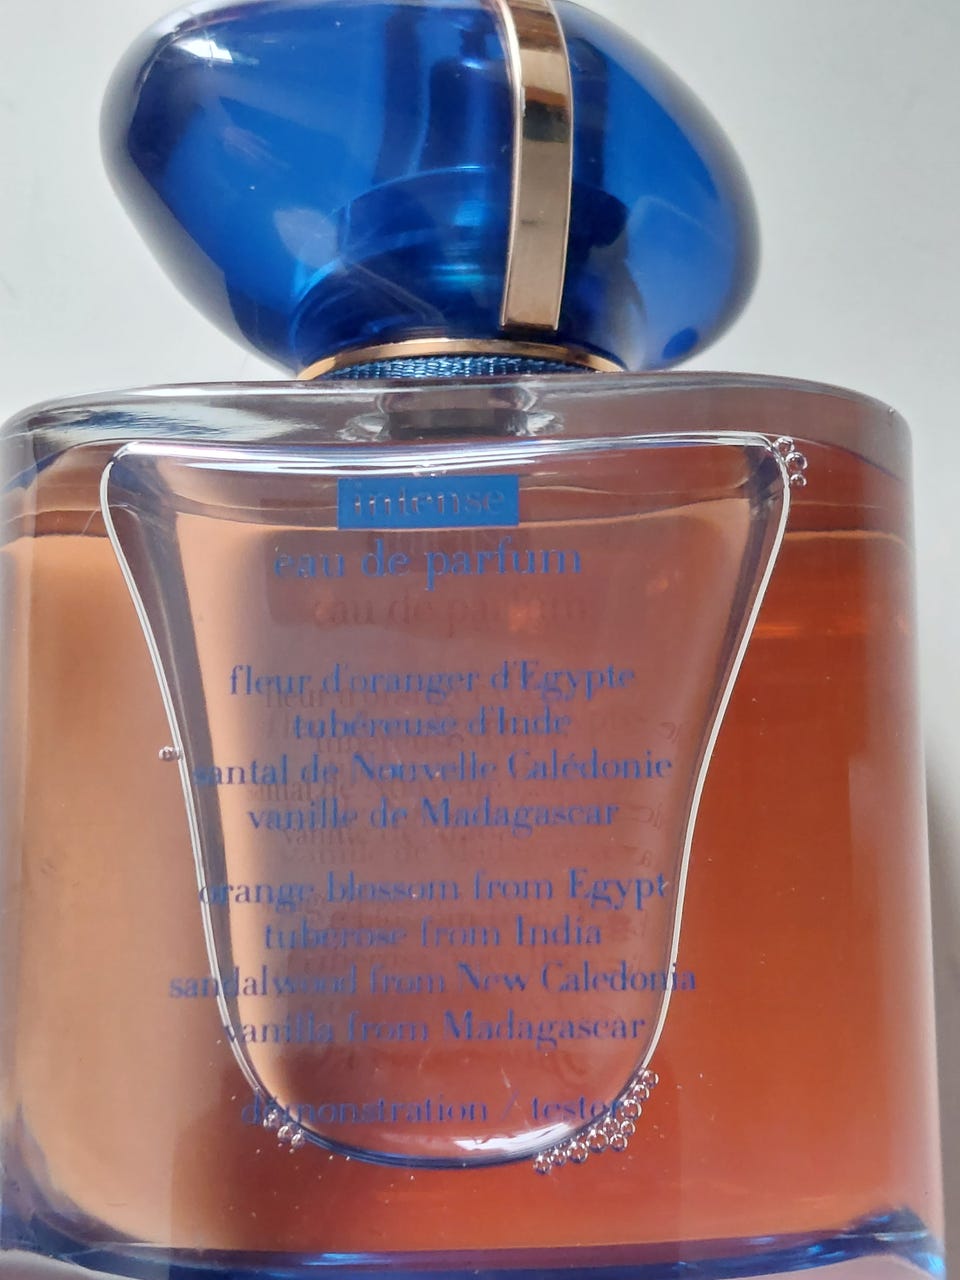 intense
eau de parfum
fleur d'oranger d'Egypte
tubéreuse d'Inde
santal de Nouvelle Calédonie
vanille de Madagascar
orange blossom from Egypt
tuberose from India
sandalwood from New Caledonia
vanilla from Madagascar
démonstration / tester